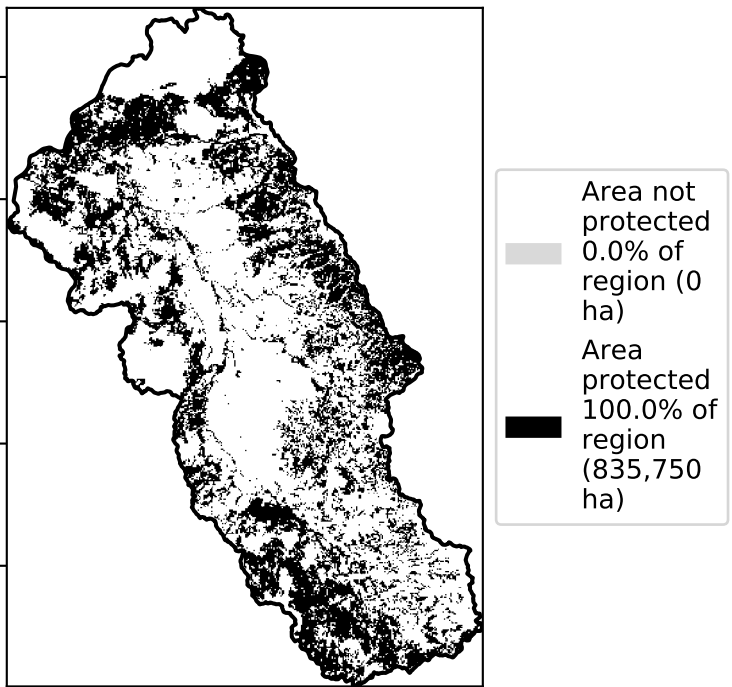 Area not
protected
0.0% of
region (0
ha)
Area
protected
100.0% of
region
(835,750
ha)